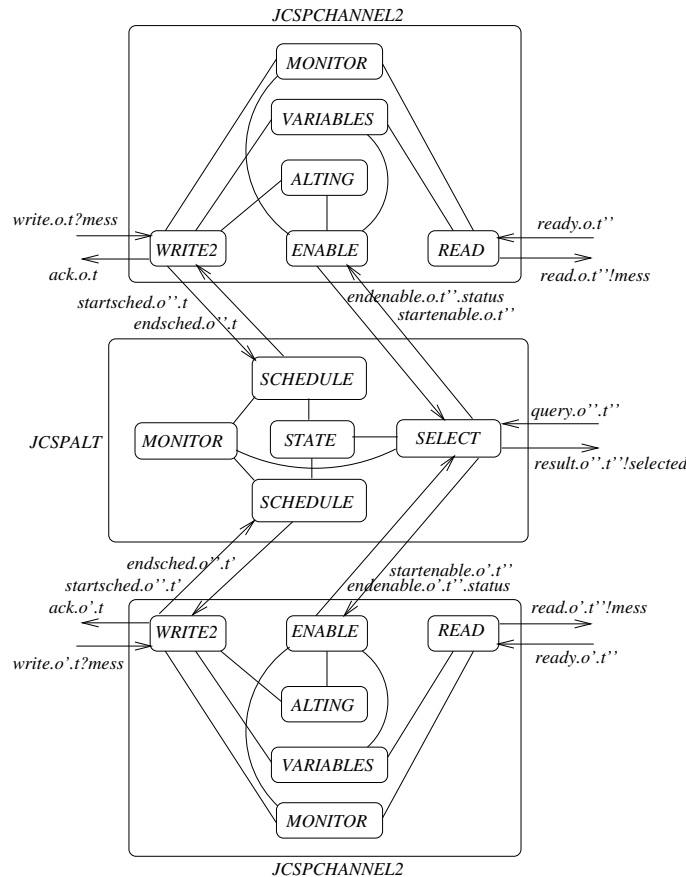 JCSPCHANNEL2
MONITOR
VARIABLES
ALTING
write.o.t?mess
ready.o.t’’
WRITE2
ENABLE
READ
ack.o.t
read.o.t’’!mess
startsched.o’’.t
endenable.o.t’’.status
endsched.o’’.t
startenable.o.t’’
SCHEDULE
query.o’’.t’’
JCSPALT
MONITOR
STATE
SELECT
result.o’’.t’’!selected
SCHEDULE
endsched.o’’.t’
startenable.o’.t’’
startsched.o’’.t’
endenable.o’.t’’.status
ack.o’.t
read.o’.t’’!mess
WRITE2
ENABLE
READ
write.o’.t?mess
ready.o’.t’’
ALTING
VARIABLES
MONITOR
JCSPCHANNEL2